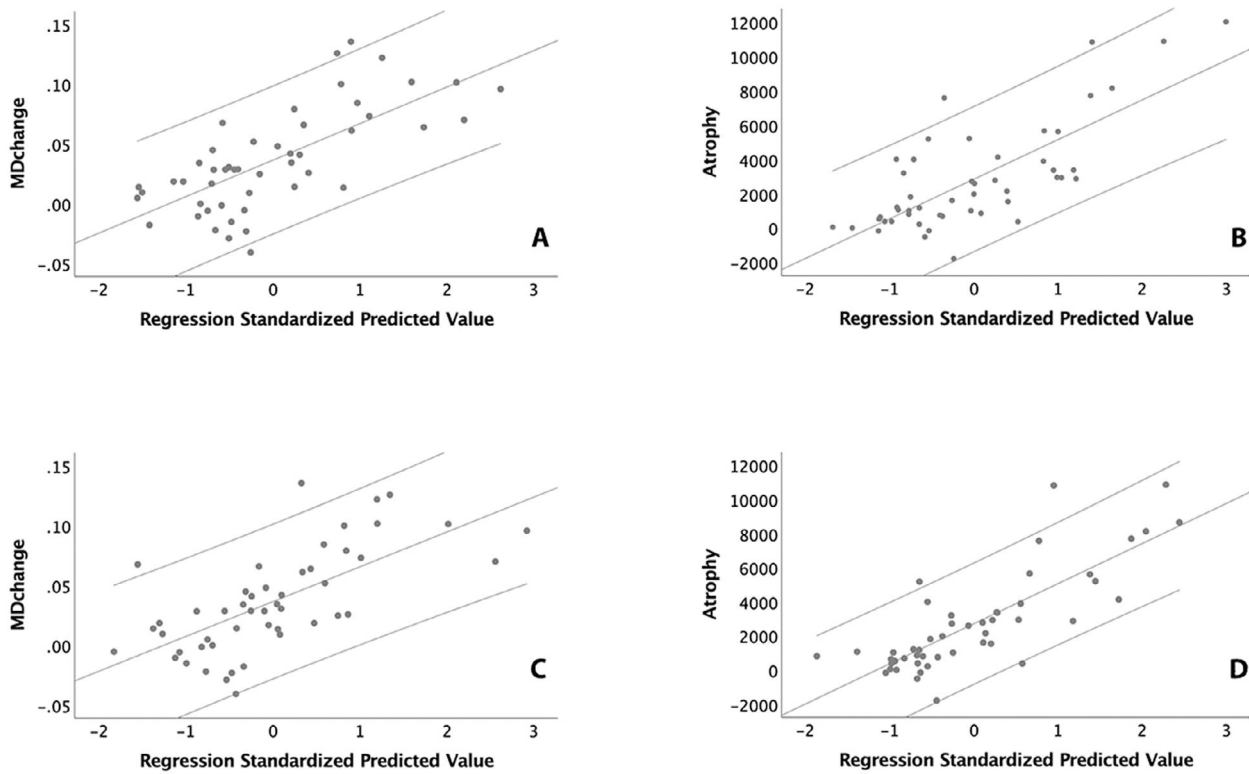 .15
.10
.05
.00
-.05
MDchange
-2 -1 0 1 2 3
Regression Standardized Predicted Value
A
12000
10000
8000
6000
4000
2000
0
-2000
Atrophy
-2 -1 0 1 2 3
Regression Standardized Predicted Value
B
.15
.10
.05
.00
-.05
MDchange
-2 -1 0 1 2 3
Regression Standardized Predicted Value
C
12000
10000
8000
6000
4000
2000
0
-2000
Atrophy
-2 -1 0 1 2 3
Regression Standardized Predicted Value
D